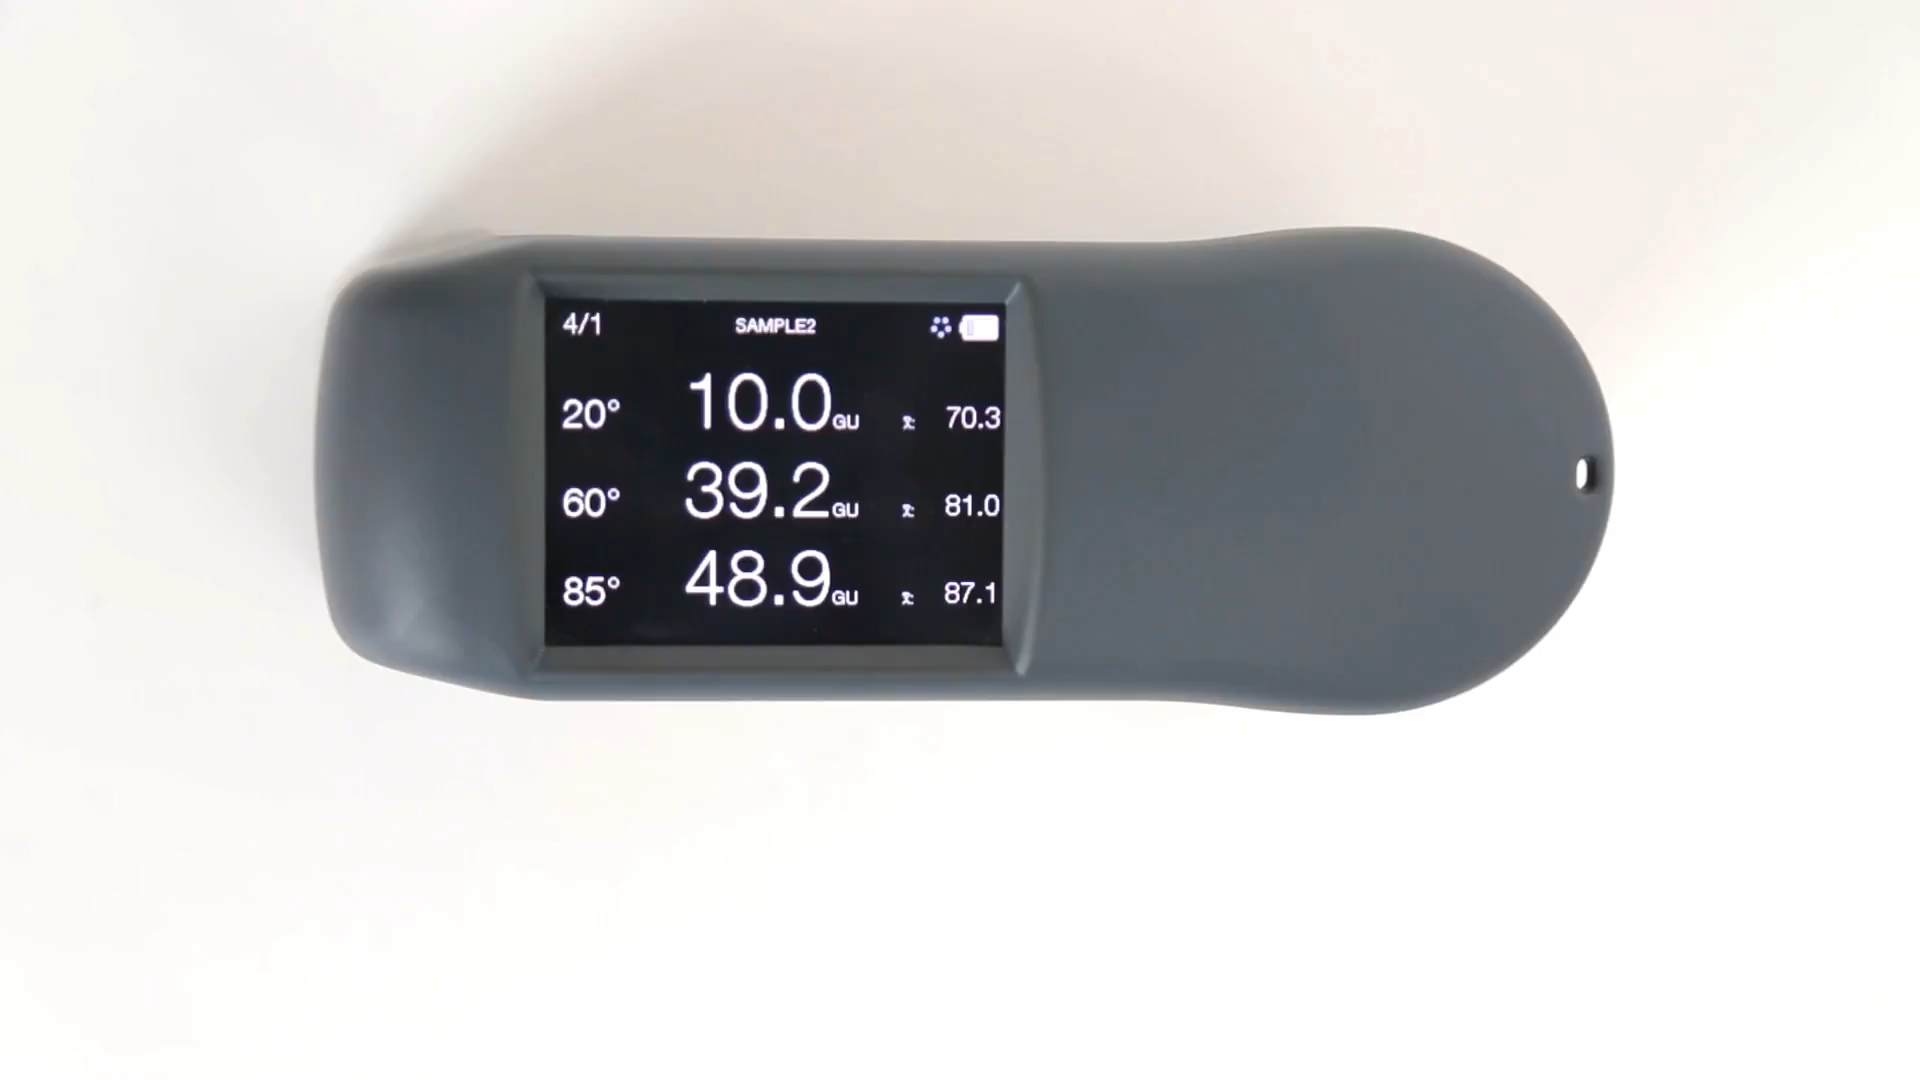 4/1 SAMPLE2
20° 10.0GU x̄: 70.3
60° 39.2GU x̄: 81.0
85° 48.9GU x̄: 87.1